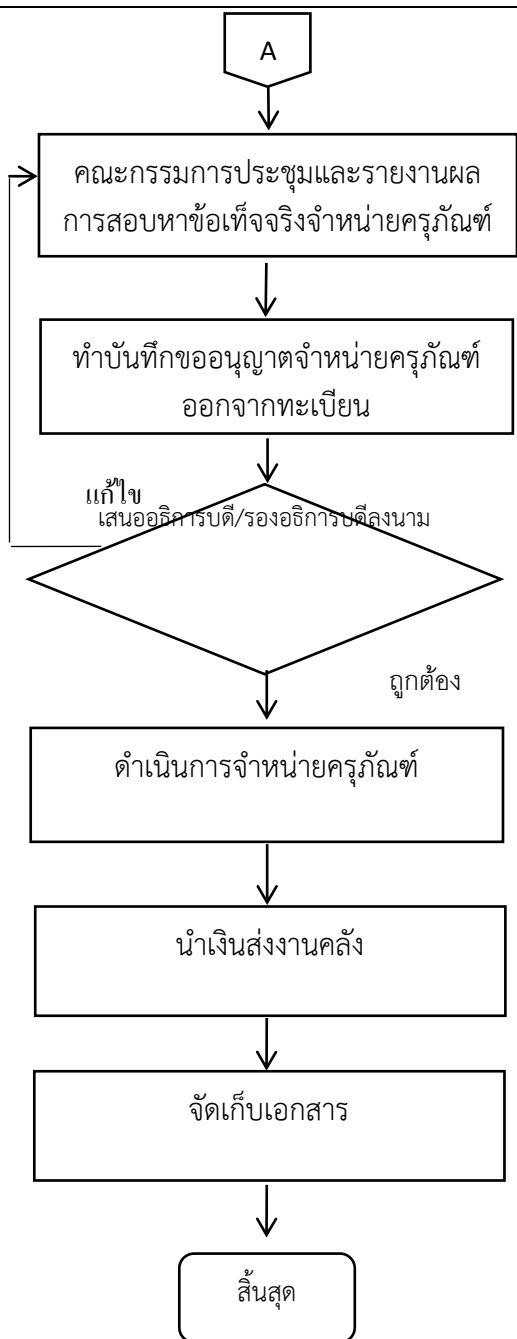 A
คณะกรรมการประชุมและรายงานผล
การสอบหาข้อเท็จจริงจำหน่ายครุภัณฑ์
ทำบันทึกขออนุญาตจำหน่ายครุภัณฑ์
ออกจากทะเบียน
แก้ไข
เสนออธิการบดี/รองอธิการบดีลงนาม
ถูกต้อง
ดำเนินการจำหน่ายครุภัณฑ์
นำเงินส่งงานคลัง
จัดเก็บเอกสาร
สิ้นสุด